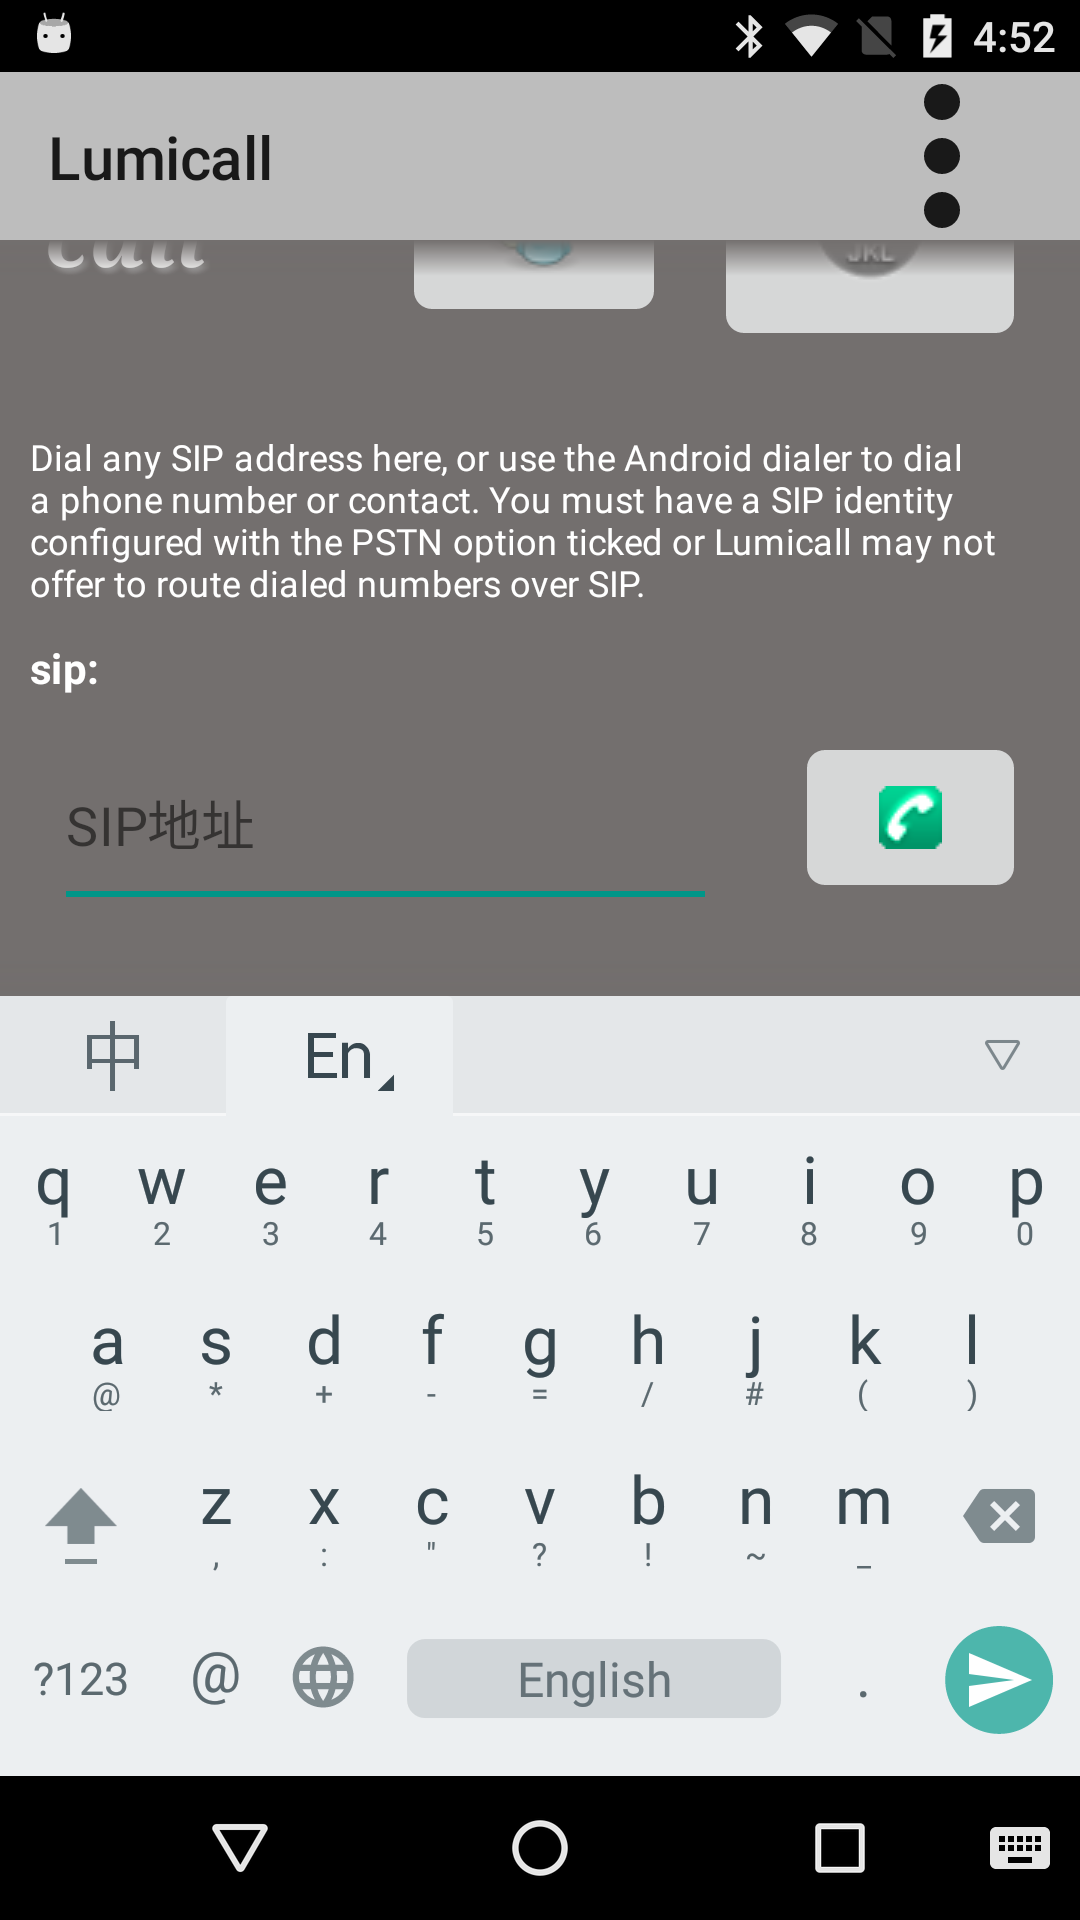 4:52
Lumicall
call
JKL
Dial any SIP address here, or use the Android dialer to dial
a phone number or contact. You must have a SIP identity
configured with the PSTN option ticked or Lumicall may not
offer to route dialed numbers over SIP.
sip:
SIP地址
中 En
q w e r t y u i o p
1 2 3 4 5 6 7 8 9 0
a s d f g h j k l
@ * + - = / # ( )
z x c v b n m
, : " ? ! ~ _
?123 @ English .